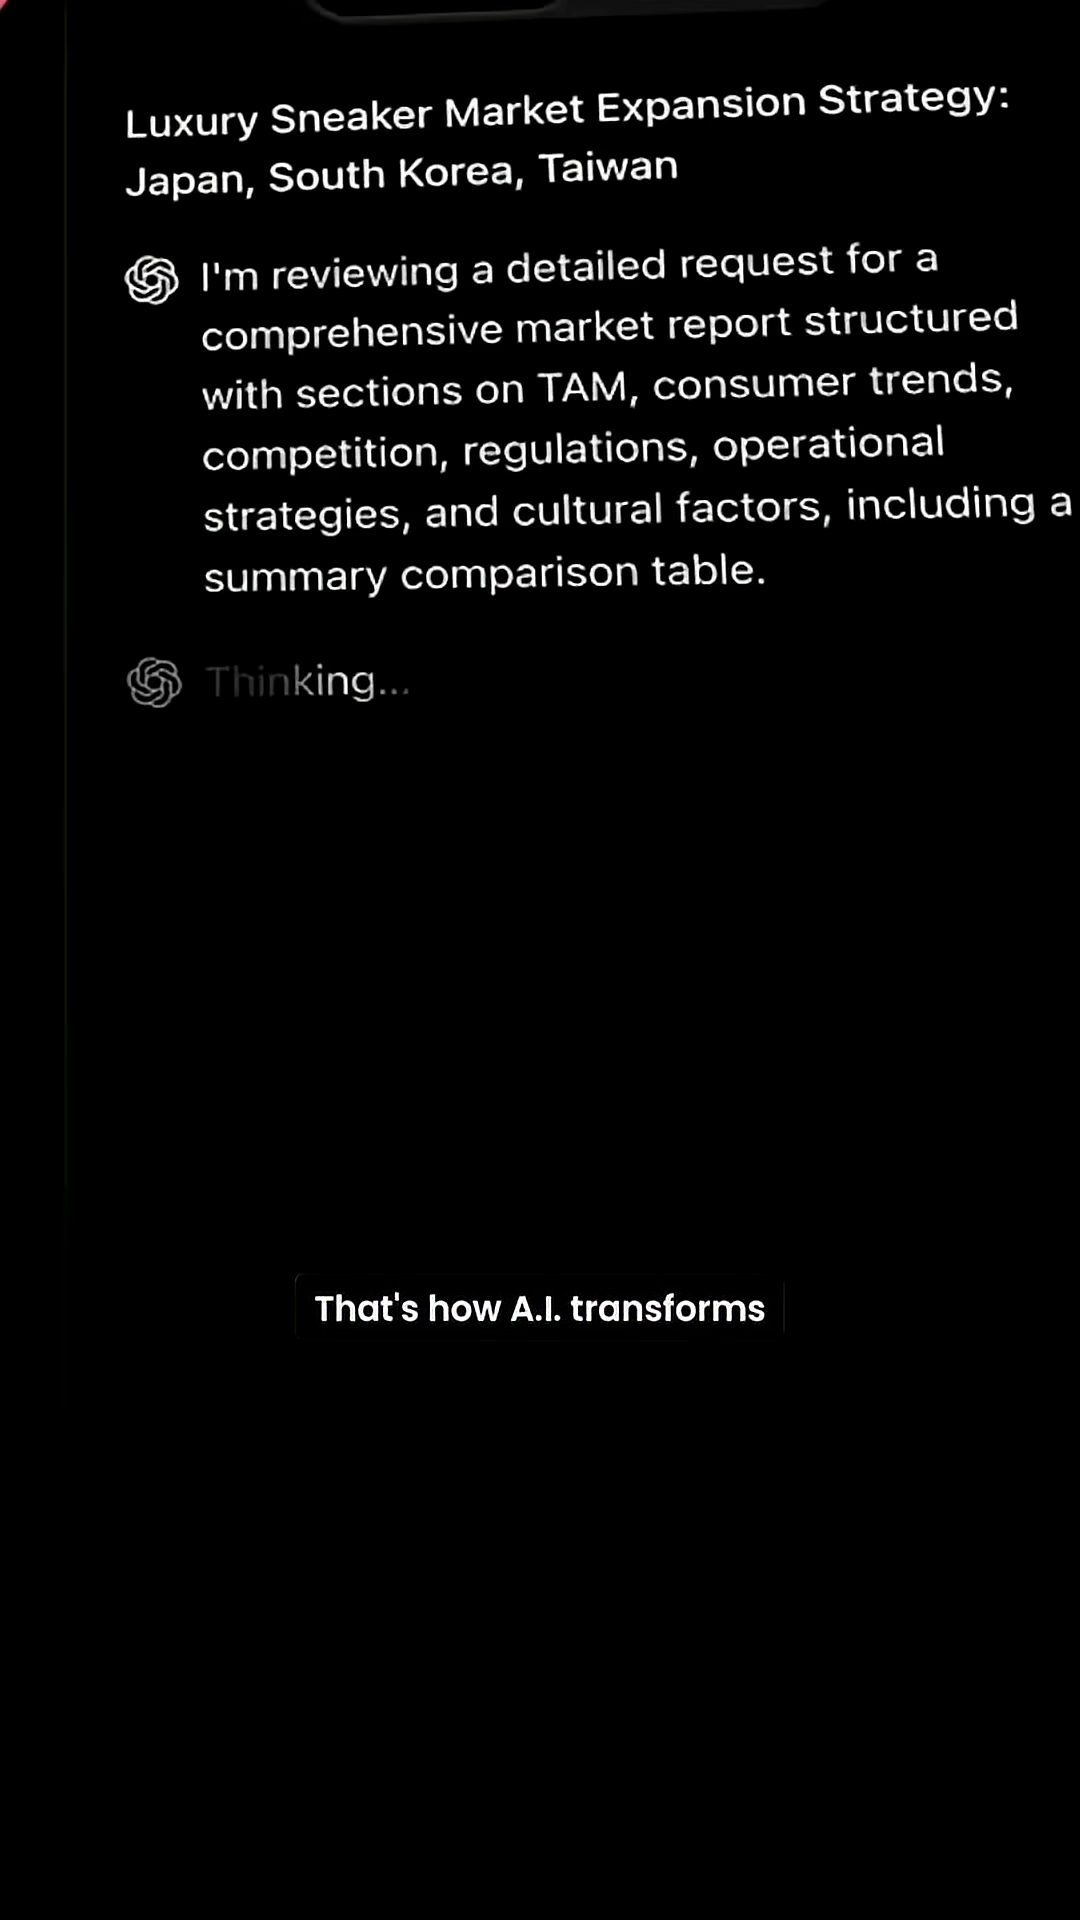 Luxury Sneaker Market Expansion Strategy:
Japan, South Korea, Taiwan
I'm reviewing a detailed request for a
comprehensive market report structured
with sections on TAM, consumer trends,
competition, regulations, operational
strategies, and cultural factors, including a
summary comparison table.
Thinking...
That's how A.I. transforms